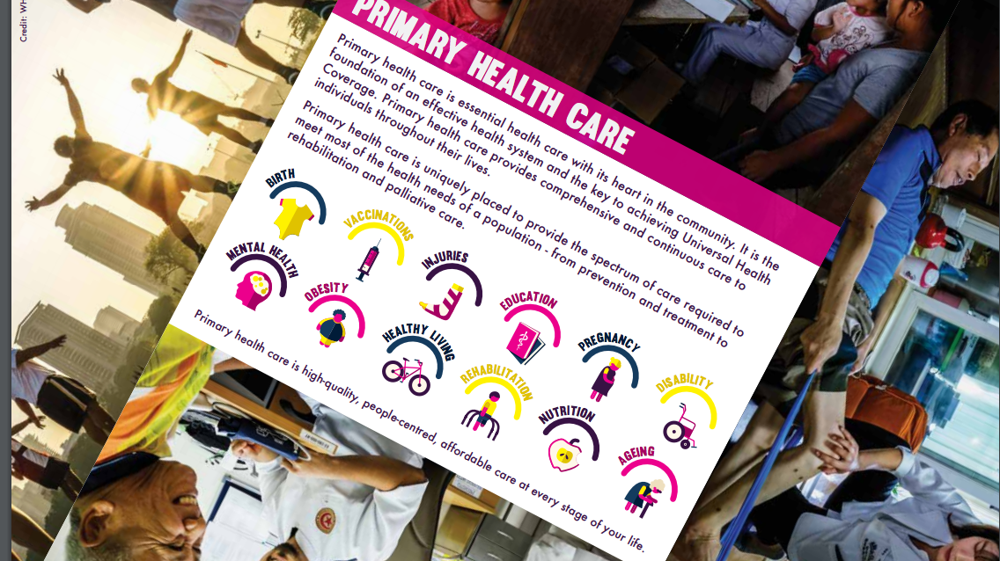 Credit: WH
PRIMARY HEALTH CARE
Primary health care is essential health care with its heart in the community. It is the
foundation of an effective health system and the key to achieving Universal Health
Coverage. Primary health care provides comprehensive and continuous care to
individuals throughout their lives.
Primary health care is uniquely placed to provide the spectrum of care required to
meet most of the health needs of a population - from prevention and treatment to
rehabilitation and palliative care.
BIRTH
VACCINATIONS
INJURIES
EDUCATION
PREGNANCY
DISABILITY
MENTAL HEALTH
OBESITY
HEALTHY LIVING
REHABILITATION
NUTRITION
AGEING
Primary health care is high-quality, people-centred, affordable care at every stage of your life.